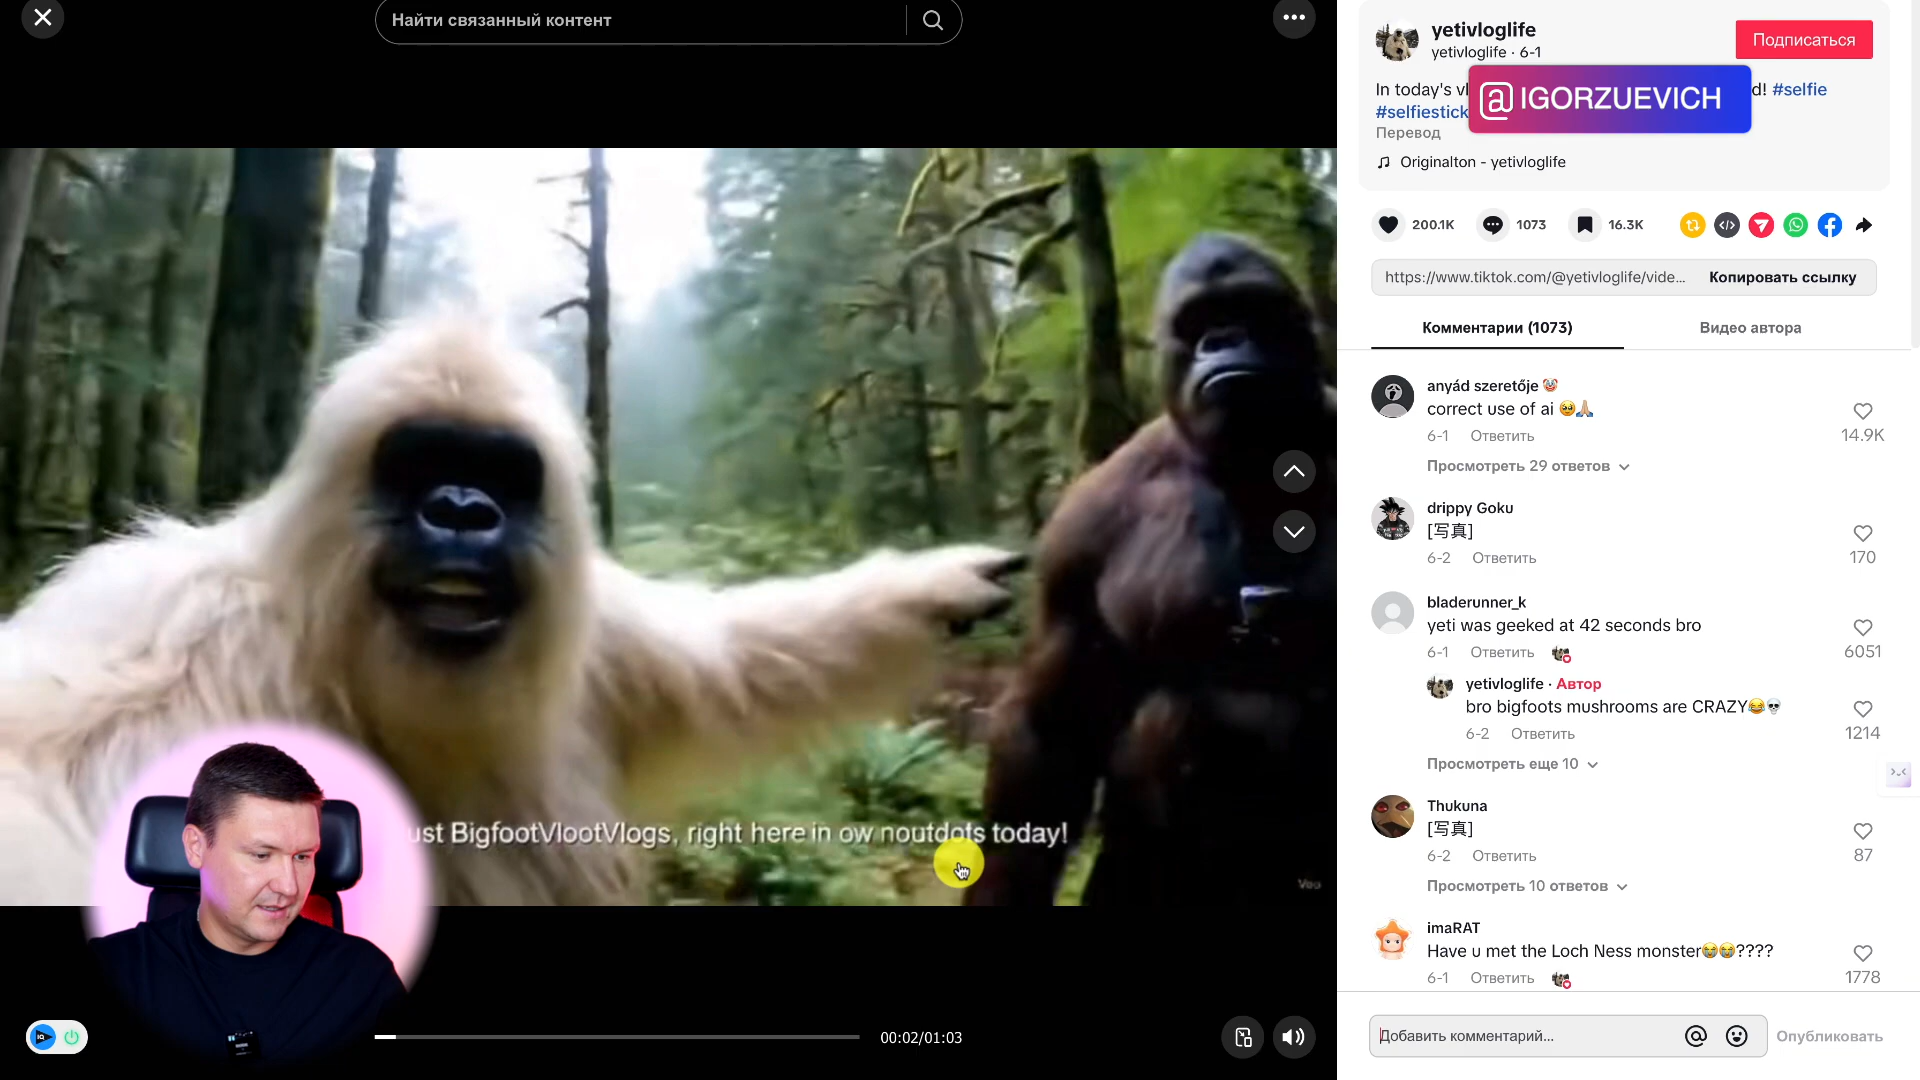 Найти связанный контент
yetivloglife
yetivloglife · 6-1
Подписаться
In today's vl
d! #selfie
#selfiestick
@IGORZUEVICH
Перевод
Originalton - yetivloglife
200.1K
1073
16.3K
https://www.tiktok.com/@yetivloglife/vide...
Копировать ссылку
Комментарии (1073)
Видео автора
anyád szeretője 🤡
correct use of ai 🥹🙏🏼
6-1 Ответить
14.9K
Просмотреть 29 ответов
drippy Goku
[写真]
6-2 Ответить
170
bladerunner_k
yeti was geeked at 42 seconds bro
6-1 Ответить
6051
yetivloglife · Автор
bro bigfoots mushrooms are CRAZY😂💀
6-2 Ответить
1214
Просмотреть еще 10
Thukuna
[写真]
6-2 Ответить
87
Просмотреть 10 ответов
imaRAT
Have u met the Loch Ness monster😭😭????
6-1 Ответить
1778
Добавить комментарий...
Опубликовать
ust BigfootVlootVlogs, right here in ow noutdots today!
Veo
00:02/01:03